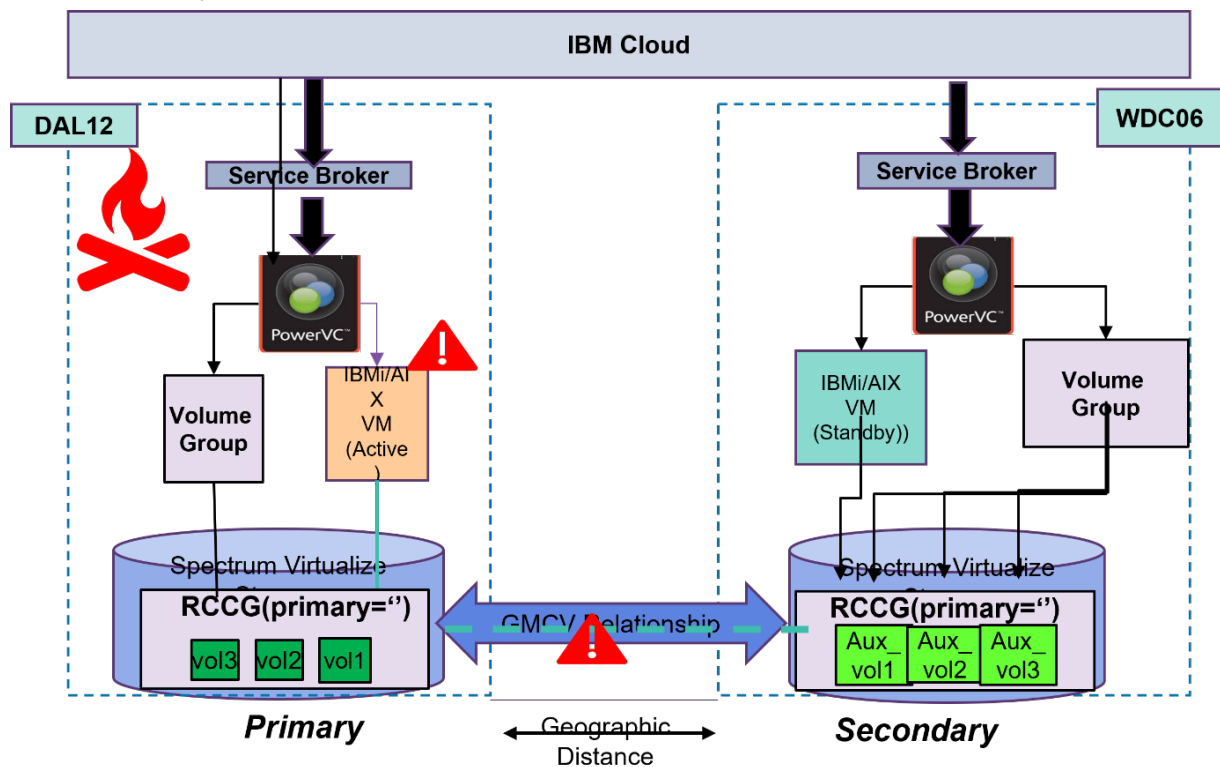 IBM Cloud
DAL12
WDC06
Service Broker
Service Broker
PowerVC™
PowerVC™
Volume
Group
IBMi/AI
X
VM
(Active
)
IBMi/AIX
VM
(Standby))
Volume
Group
Spectrum Virtualize
RCCG(primary=‘’)
vol3
vol2
vol1
GMCV Relationship
Spectrum Virtualize
RCCG(primary=‘’)
Aux_
vol1
Aux_
vol2
Aux_
vol3
Primary
Geographic
Distance
Secondary